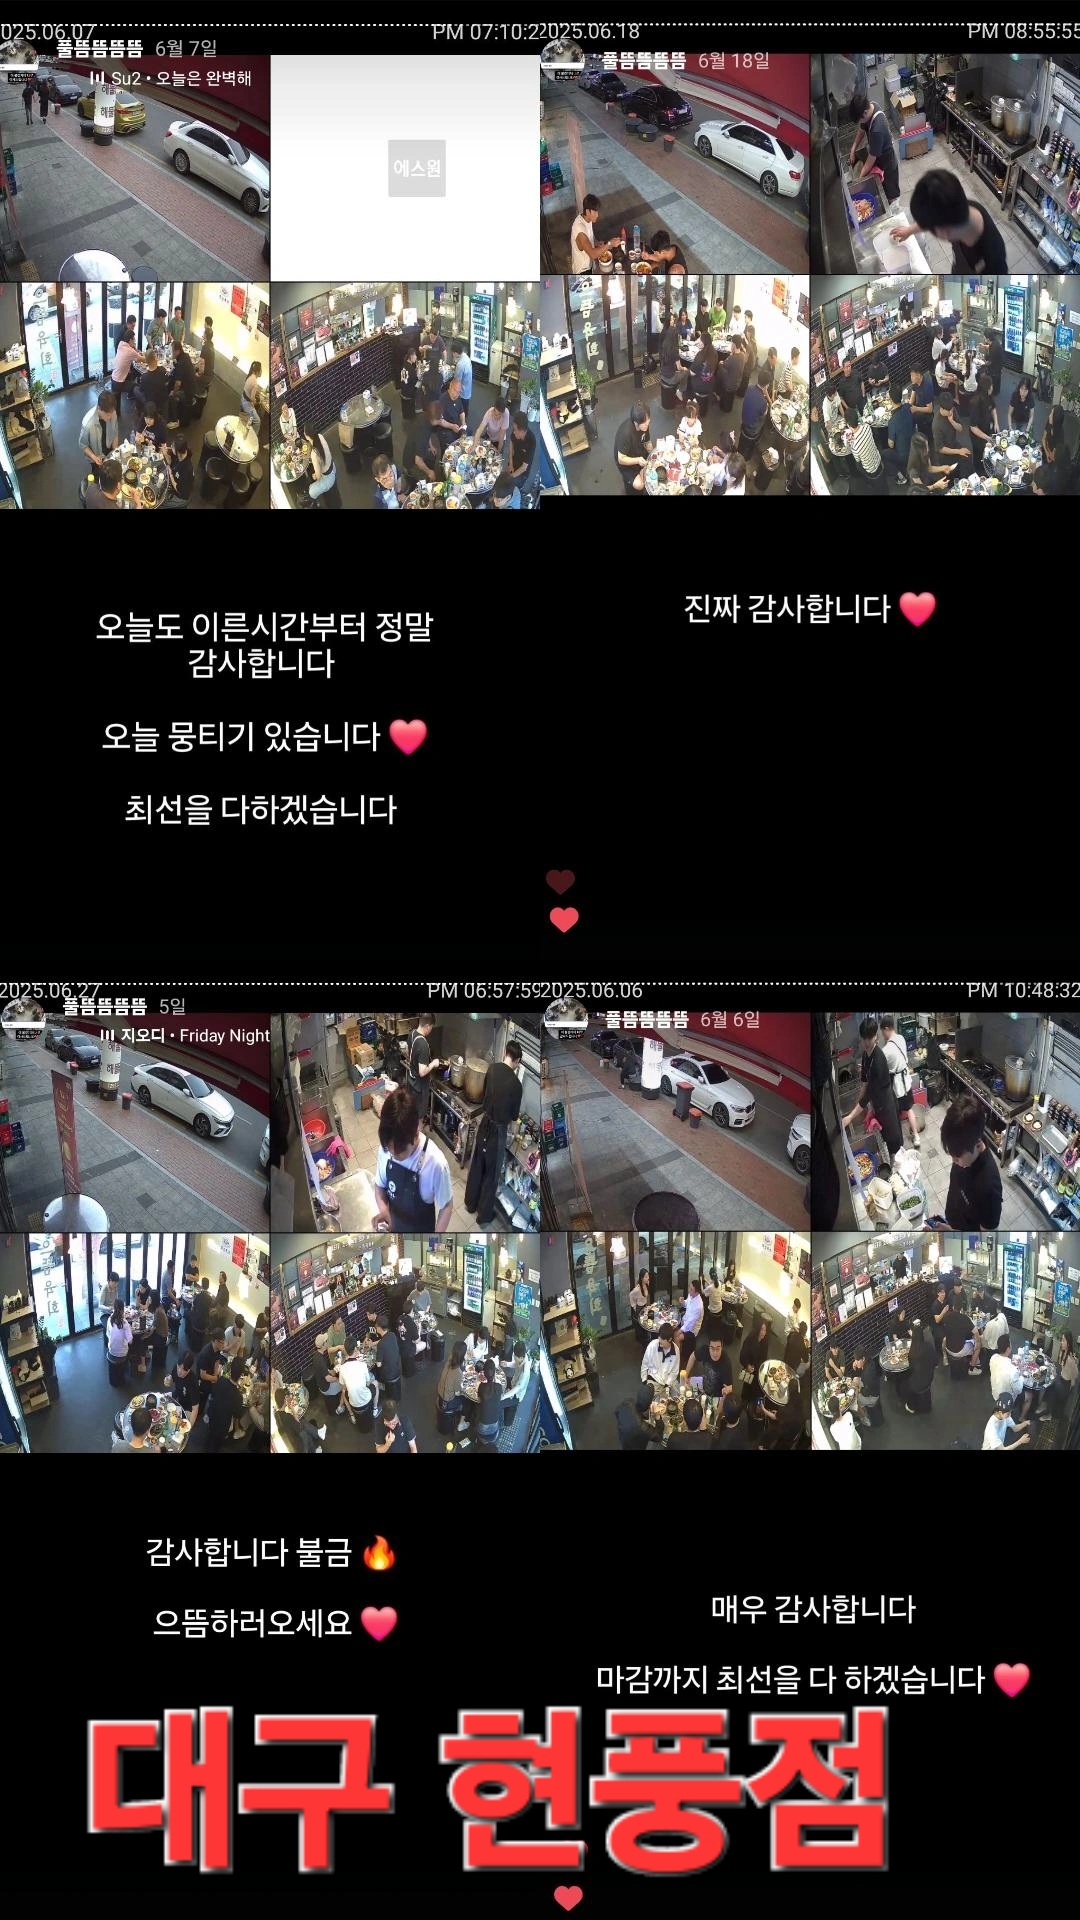 2025.06.07 PM 07:10:2
풀뜸뜸뜸뜸 6월 7일
Su2 • 오늘은 완벽해
에스원
오늘도 이른시간부터 정말
감사합니다
오늘 뭉티기 있습니다 ❤️
최선을 다하겠습니다
2025.06.18 PM 08:55:55
풀뜸뜸뜸뜸 6월 18일
진짜 감사합니다 ❤️
2025.06.27 PM 06:57:59
풀뜸뜸뜸뜸 5일
지오디 • Friday Night
감사합니다 불금 🔥
으뜸하러오세요 ❤️
2025.06.06 PM 10:48:32
풀뜸뜸뜸뜸 6월 6일
매우 감사합니다
마감까지 최선을 다 하겠습니다 ❤️
대구 현풍점